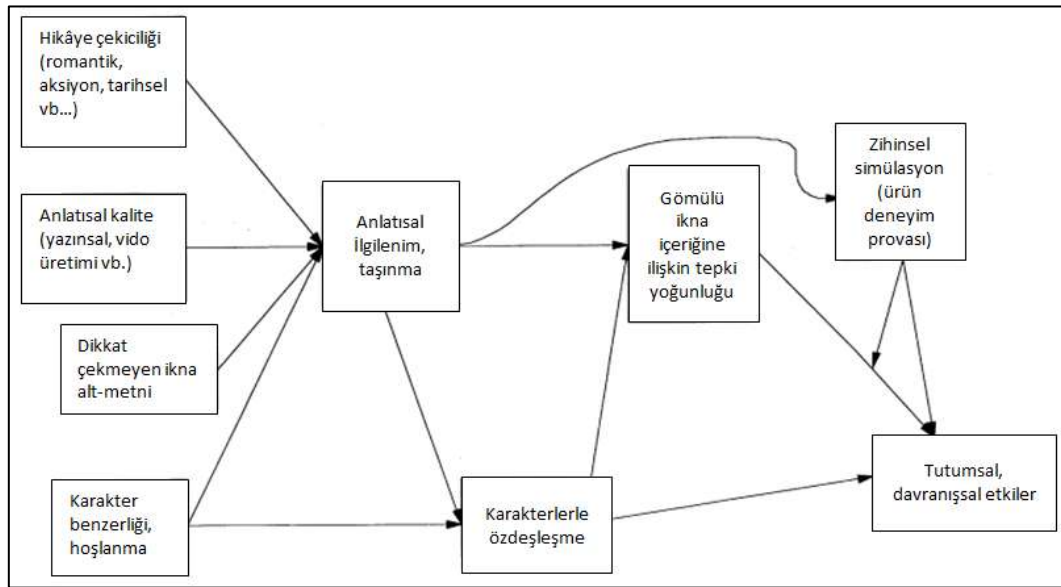 Hikâye çekiciliği
(romantik,
aksiyon, tarihsel
vb...)
Anlatısal kalite
(yazınsal, vido
üretimi vb.)
Dikkat
çekmeyen ikna
alt-metni
Karakter
benzerliği,
hoşlanma
Anlatısal
İlgilenim,
taşınma
Karakterlerle
özdeşleşme
Gömülü
ikna
içeriğine
ilişkin tepki
yoğunluğu
Zihinsel
simülasyon
(ürün
deneyim
provası)
Tutumsal,
davranışsal etkiler